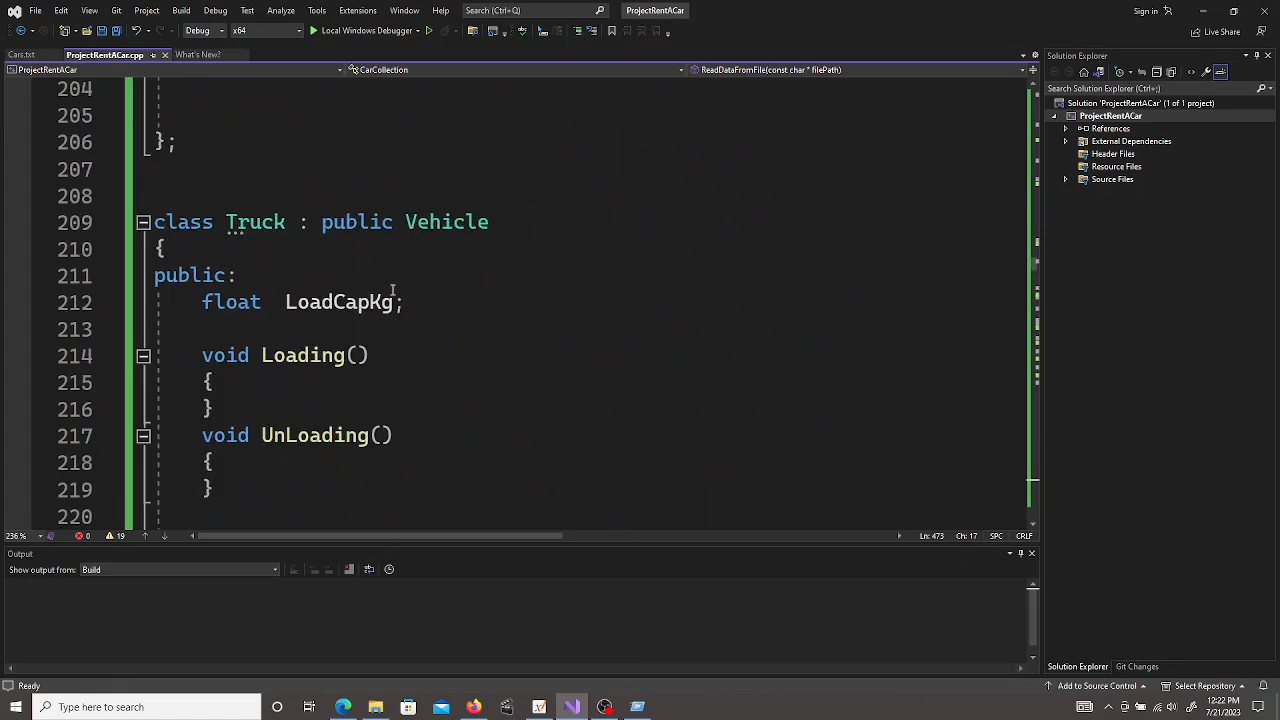 File Edit View Git Project Build Debug Test Analyze Tools Extensions Window Help Search (Ctrl+Q) ProjectRentACar Sign in
Debug x64 Local Windows Debugger Live Share
Cars.txt ProjectRentACar.cpp What's New? Solution Explorer
ProjectRentACar CarCollection ReadDataFromFile(const char * filePath)
Search Solution Explorer (Ctrl+;)
Solution 'ProjectRentACar' (1 of 1 project)
ProjectRentACar
References
External Dependencies
Header Files
Resource Files
Source Files
204
205
206 };
207
208
209 class Truck : public Vehicle
210 {
211 public:
212 float LoadCapKg;
213
214 void Loading()
215 {
216 }
217 void UnLoading()
218 {
219 }
220
236 % 0 19 Ln: 473 Ch: 17 SPC CRLF
Output
Show output from: Build
Solution Explorer Git Changes
Ready Add to Source Control Select Repository
Type here to search
12:22 PM
7/21/2023